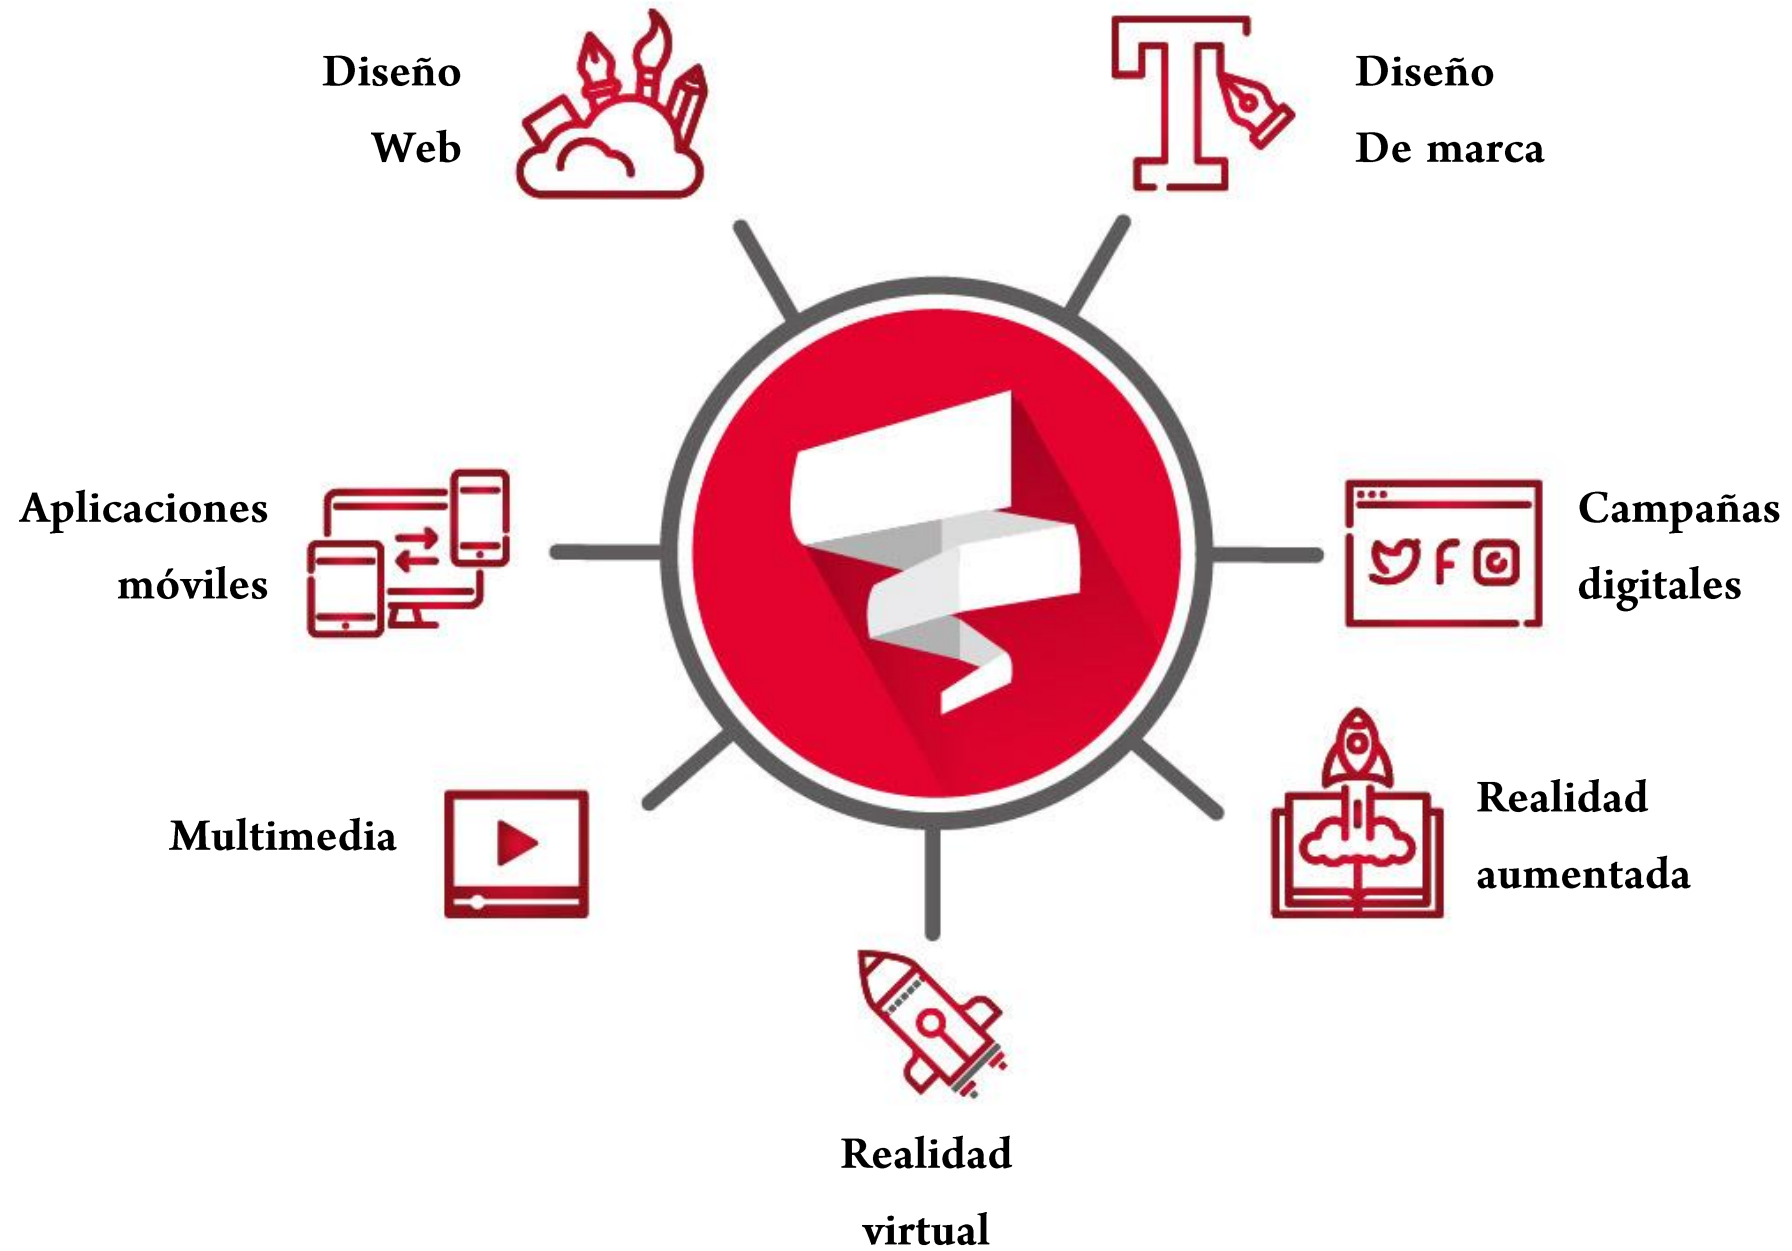 Diseño
Web
Diseño
De marca
Aplicaciones
móviles
Campañas
digitales
Multimedia
Realidad
aumentada
Realidad
virtual